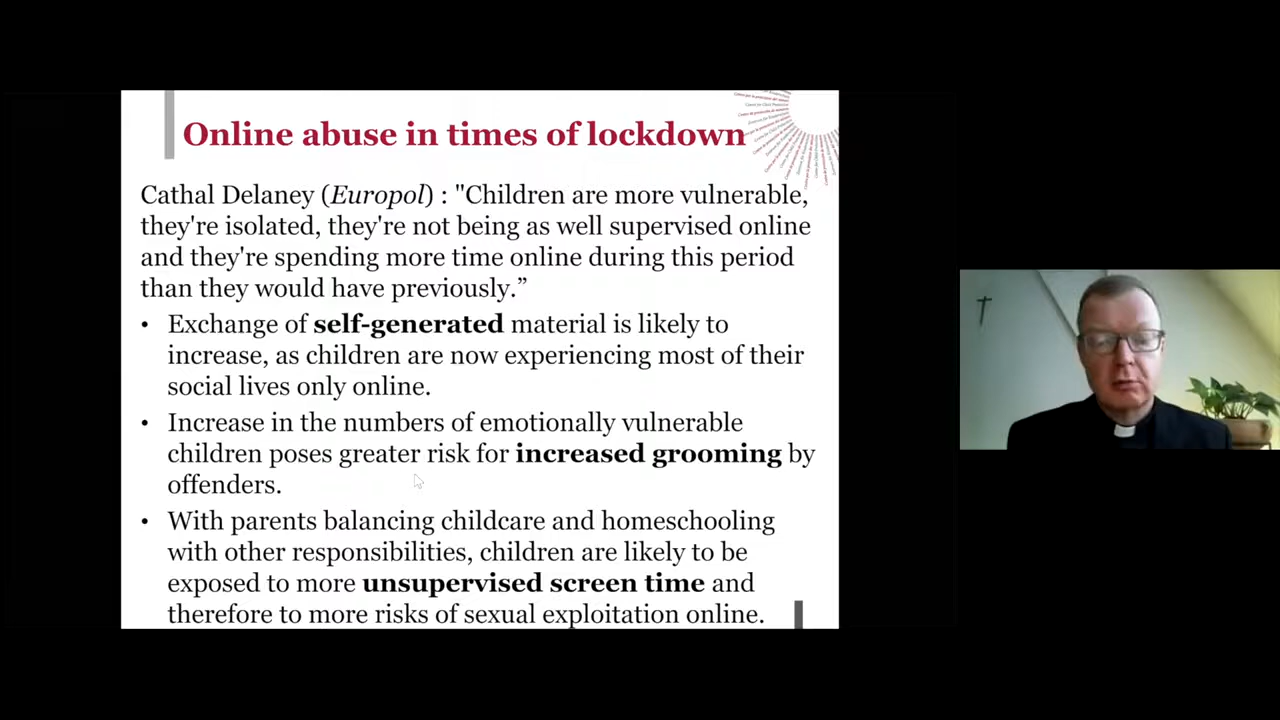 Online abuse in times of lockdown
Cathal Delaney (Europol) : "Children are more vulnerable,
they're isolated, they're not being as well supervised online
and they're spending more time online during this period
than they would have previously.”
• Exchange of self-generated material is likely to
increase, as children are now experiencing most of their
social lives only online.
• Increase in the numbers of emotionally vulnerable
children poses greater risk for increased grooming by
offenders.
• With parents balancing childcare and homeschooling
with other responsibilities, children are likely to be
exposed to more unsupervised screen time and
therefore to more risks of sexual exploitation online.